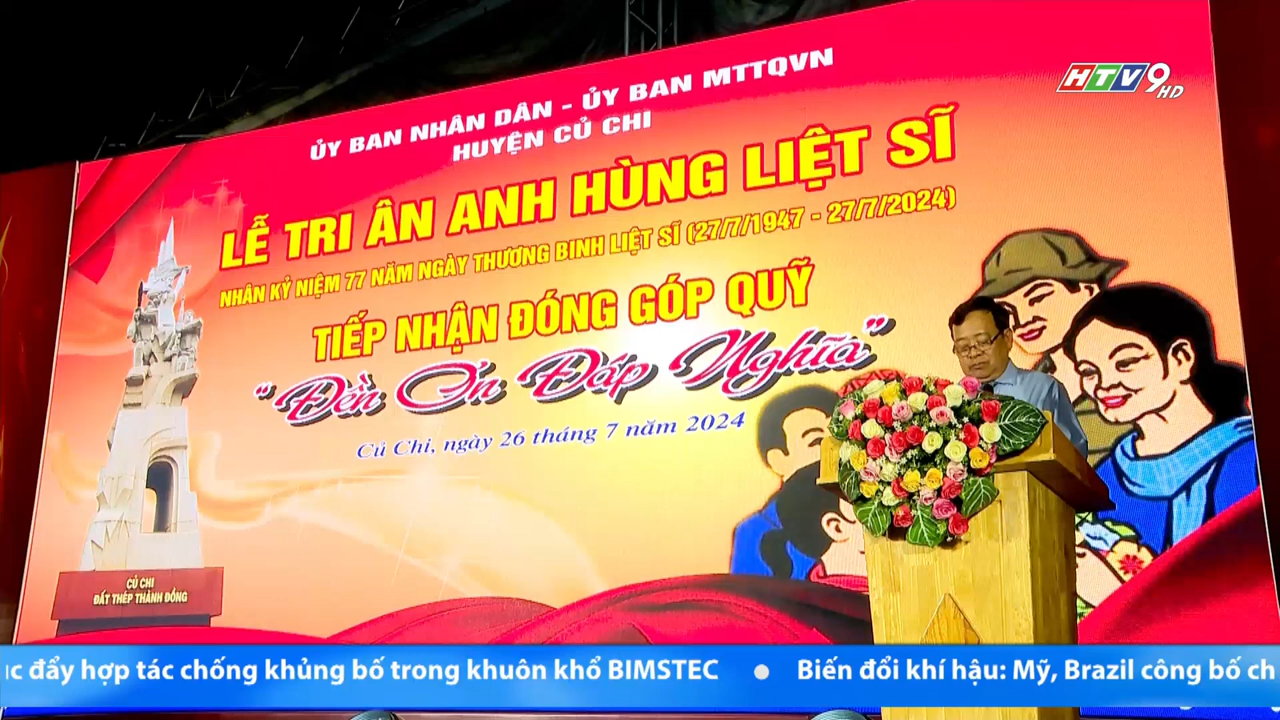 HTV9
HD
ỦY BAN NHÂN DÂN - ỦY BAN MTTQVN
HUYỆN CỦ CHI
LỄ TRI ÂN ANH HÙNG LIỆT SĨ
NHÂN KỶ NIỆM 77 NĂM NGÀY THƯƠNG BINH LIỆT SĨ (27/7/1947 - 27/7/2024)
TIẾP NHẬN ĐÓNG GÓP QUỸ
"Đền Ơn Đáp Nghĩa"
Củ Chi, ngày 26 tháng 7 năm 2024
CỦ CHI
ĐẤT THÉP THÀNH ĐỒNG
úc đẩy hợp tác chống khủng bố trong khuôn khổ BIMSTEC ● Biến đổi khí hậu: Mỹ, Brazil công bố ch